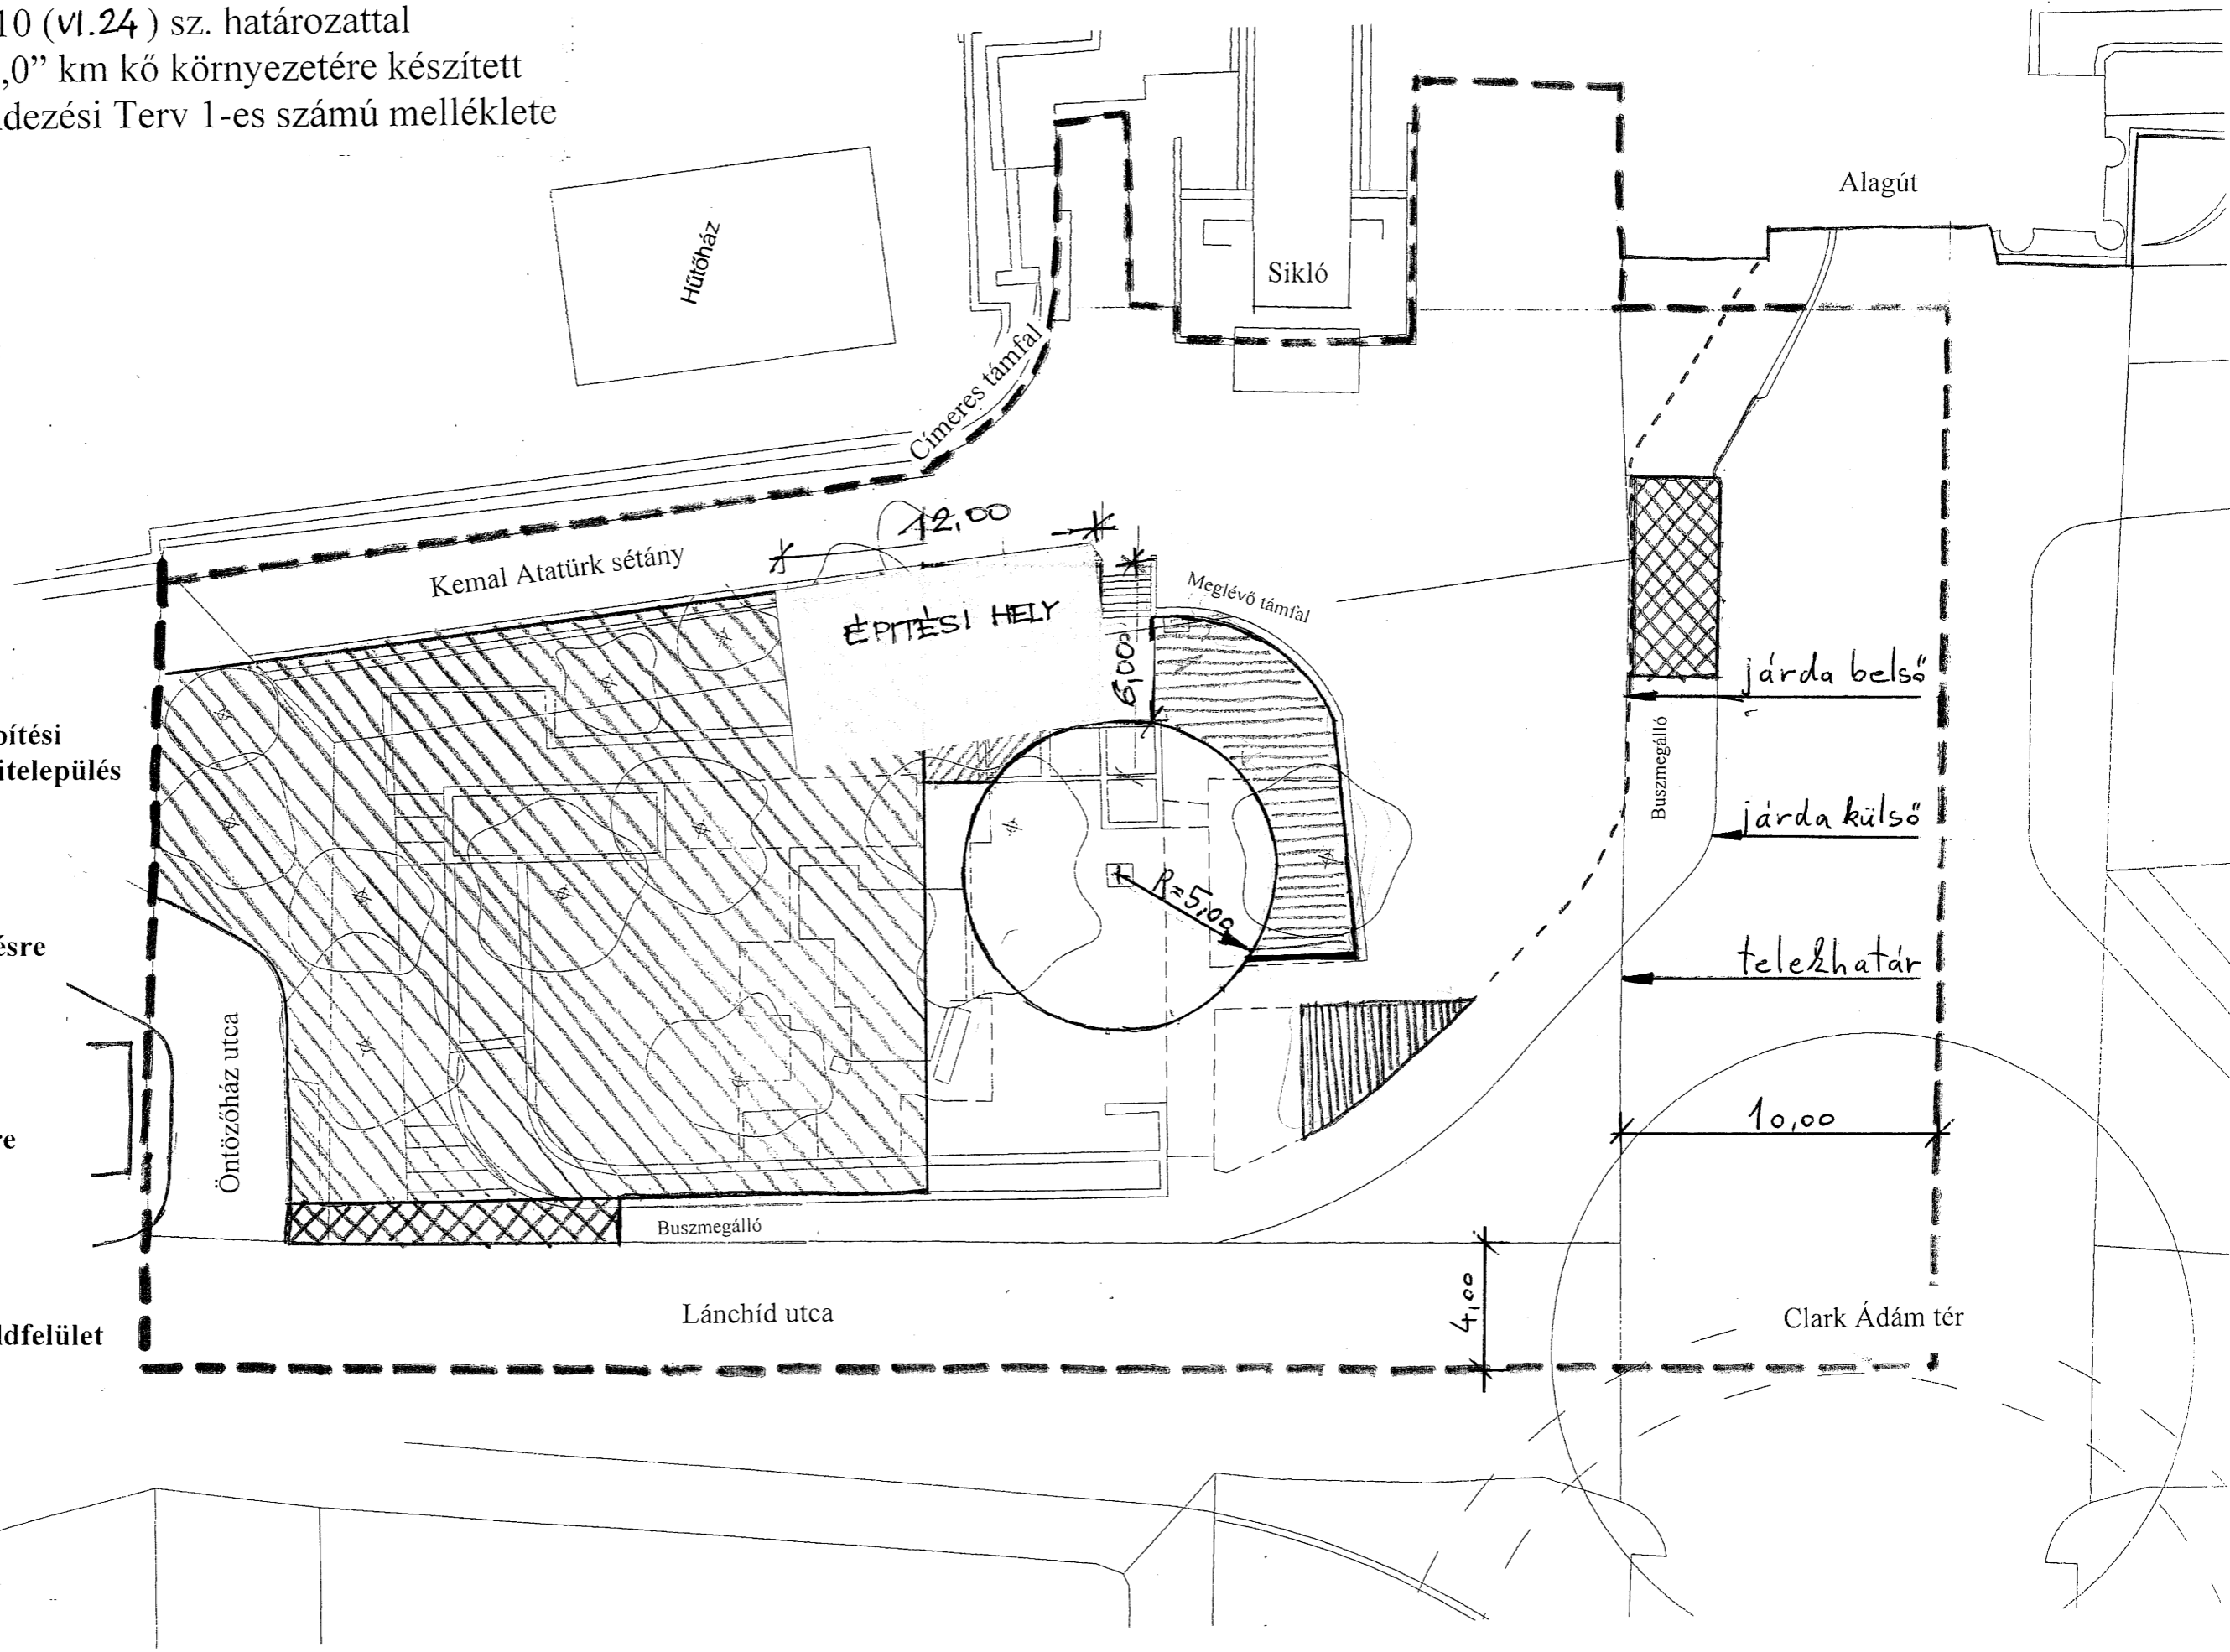 10 (VI.24) sz. határozattal
„0” km kő környezetére készített
dezési Terv 1-es számú melléklete
Alagút
Hűtőház
Sikló
Címeres támfal
12,00
Kemal Atatürk sétány
Meglévő támfal
ÉPITÉSI HELY
6,00
járda belső
pítési
itelepülés
Buszmegálló
járda külső
R=5,00
ésre
telekhatár
Öntözőház utca
10,00
re
Buszmegálló
4,00
Lánchíd utca
Clark Ádám tér
ldfelület